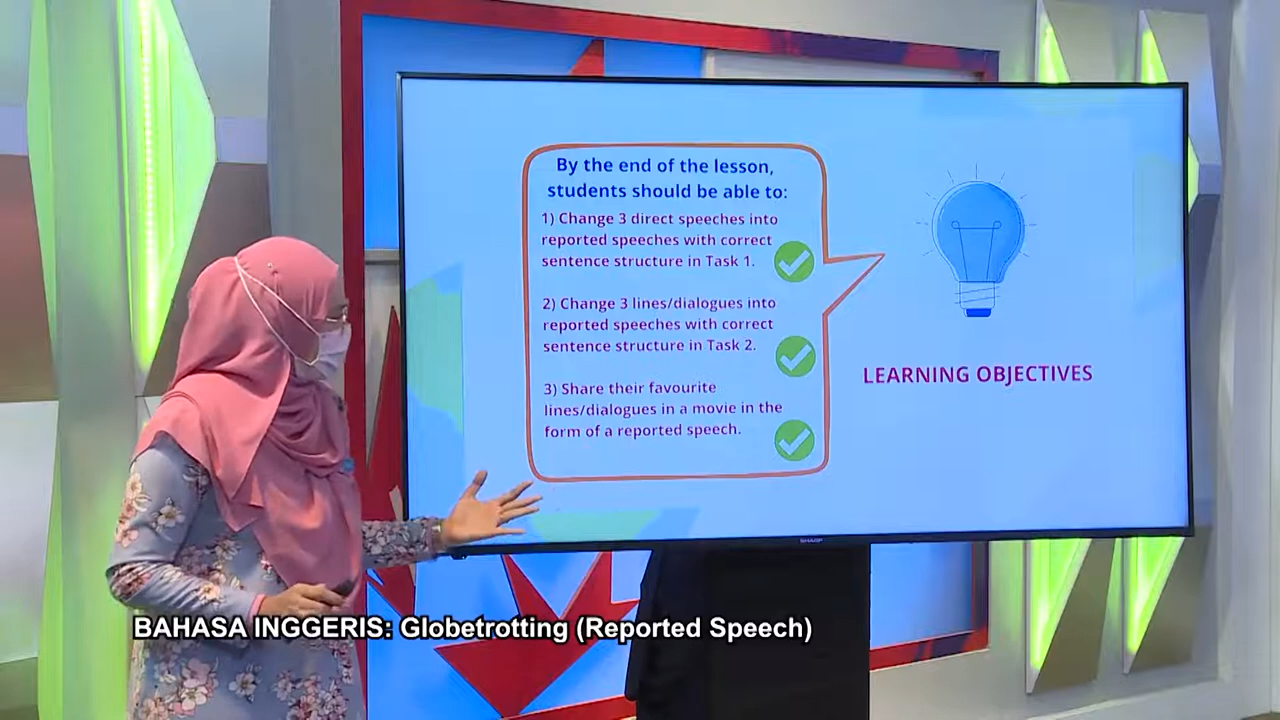 By the end of the lesson,
students should be able to:
1) Change 3 direct speeches into
reported speeches with correct
sentence structure in Task 1.
2) Change 3 lines/dialogues into
reported speeches with correct
sentence structure in Task 2.
3) Share their favourite
lines/dialogues in a movie in the
form of a reported speech.
LEARNING OBJECTIVES
SHARP
BAHASA INGGERIS: Globetrotting (Reported Speech)